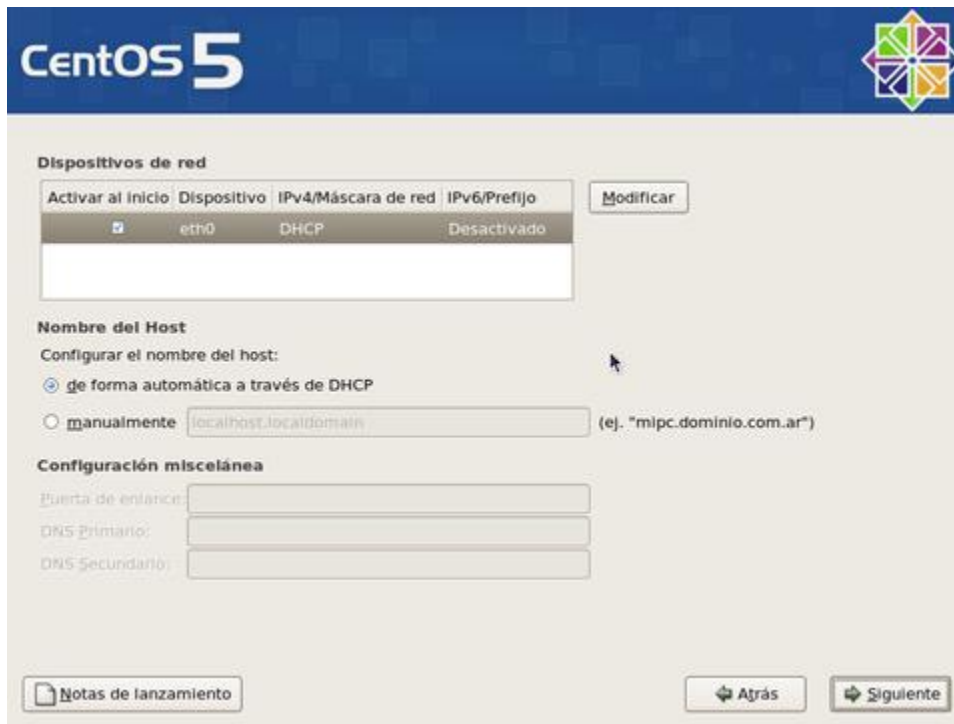 CentOS 5
Dispositivos de red
Activar al inicio Dispositivo IPv4/Máscara de red IPv6/Prefijo
eth0 DHCP Desactivado
Modificar
Nombre del Host
Configurar el nombre del host:
de forma automática a través de DHCP
manualmente localhost.localdomain (ej. "mipc.dominio.com.ar")
Configuración miscelánea
Puerta de enlance:
DNS Primario:
DNS Secundario:
Notas de lanzamiento Atrás Siguiente